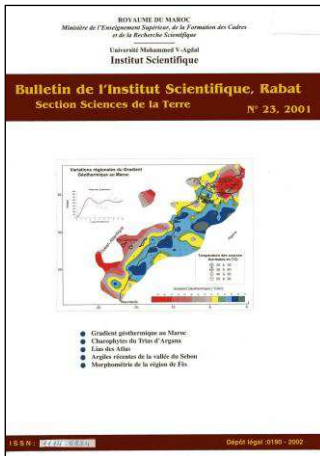 ROYAUME DU MAROC
Ministère de l'Enseignement Supérieur, de la Formation des Cadres
et de la Recherche Scientifique
Université Mohammed V-Agdal
Institut Scientifique
Bulletin de l'Institut Scientifique, Rabat
Section Sciences de la Terre
N° 23, 2001
Variations régionales du Gradient
Géothermique au Maroc
Gradient géothermique au Maroc
Charophytes du Trias d'Argana
Lias des Atlas
Argiles récentes de la vallée du Sebou
Morphométrie de la région de Fès
ISSN:
Dépôt légal :0190 - 2002